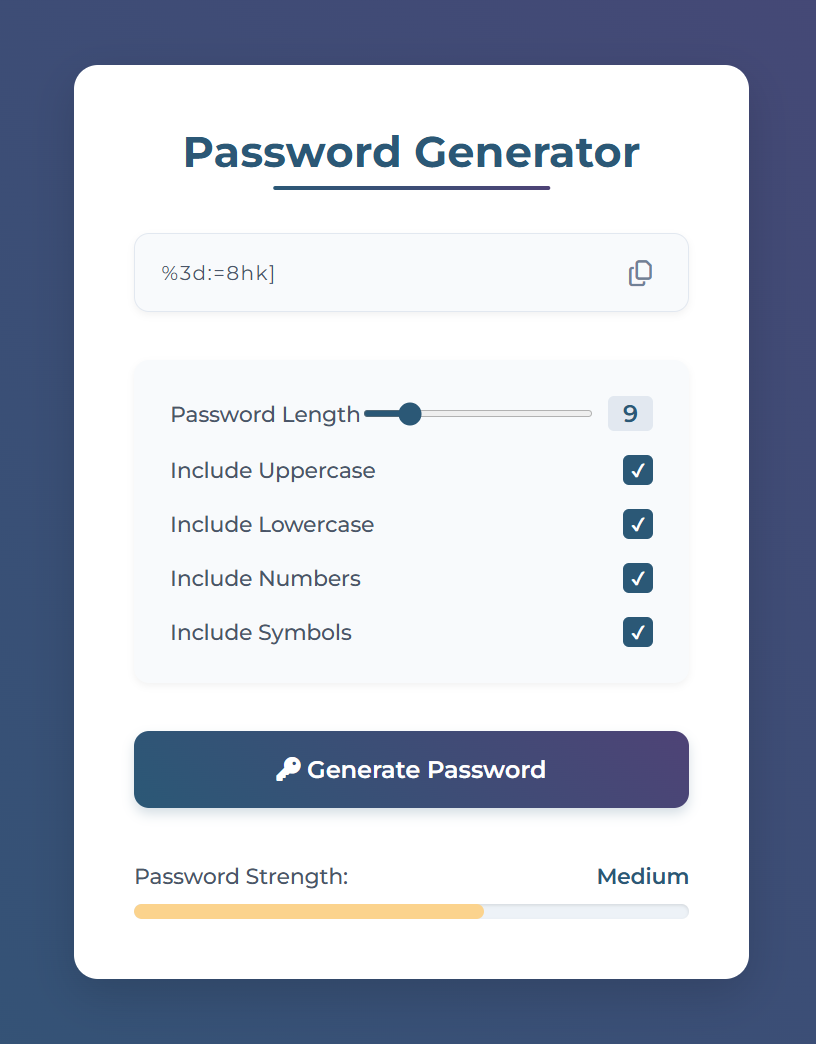 Password Generator
%3d:=8hk]
Password Length 9
Include Uppercase
Include Lowercase
Include Numbers
Include Symbols
Generate Password
Password Strength: Medium